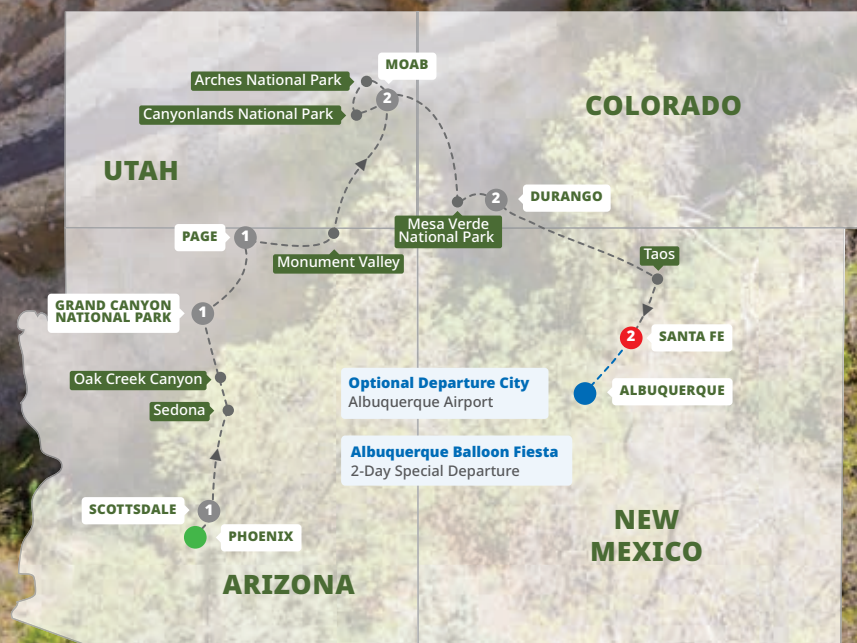 MOAB
Arches National Park
2
Canyonlands National Park
COLORADO
UTAH
2
DURANGO
Mesa Verde
National Park
PAGE
1
Monument Valley
Taos
GRAND CANYON
NATIONAL PARK
1
2
SANTA FE
Oak Creek Canyon
Optional Departure City
Albuquerque Airport
ALBUQUERQUE
Sedona
Albuquerque Balloon Fiesta
2-Day Special Departure
SCOTTSDALE
1
PHOENIX
NEW
MEXICO
ARIZONA